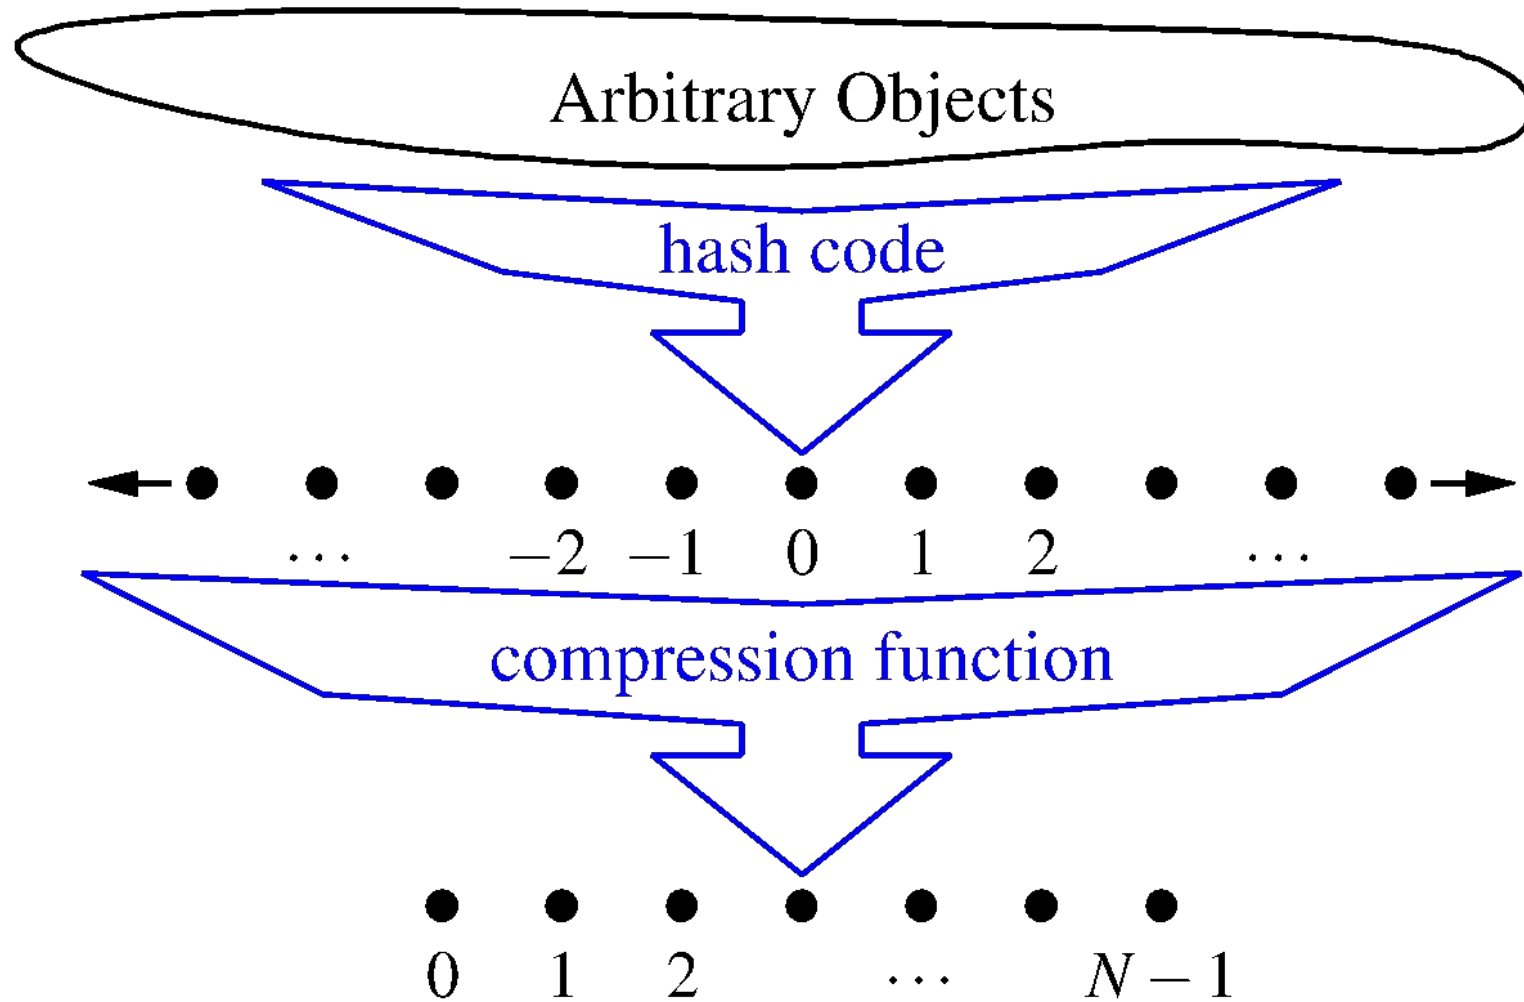 Arbitrary Objects
hash code
... −2 −1 0 1 2 ...
compression function
0 1 2 ... N − 1